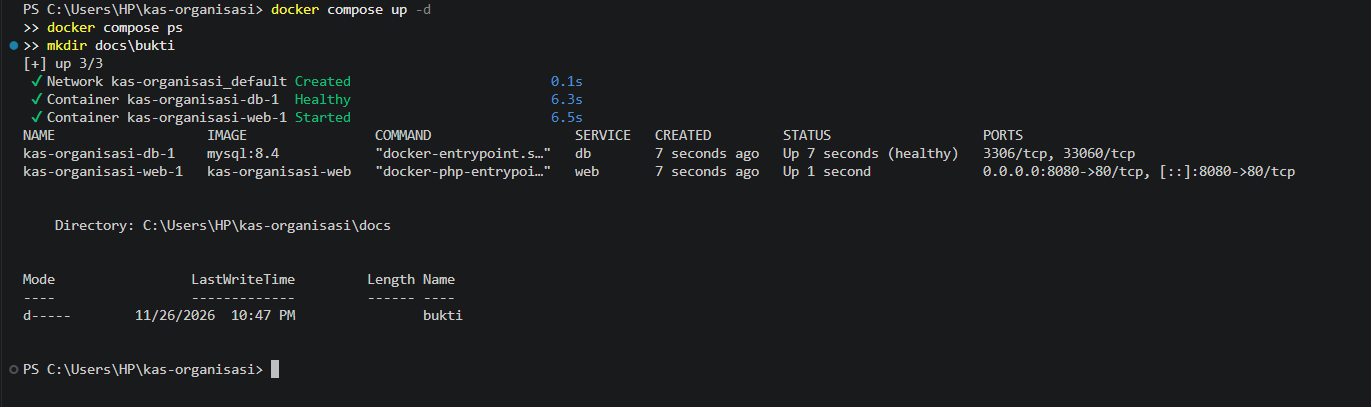 PS C:\Users\HP\kas-organisasi> docker compose up -d
>> docker compose ps
>> mkdir docs\bukti
[+] up 3/3
✓ Network kas-organisasi_default Created 0.1s
✓ Container kas-organisasi-db-1 Healthy 6.3s
✓ Container kas-organisasi-web-1 Started 6.5s
NAME IMAGE COMMAND SERVICE CREATED STATUS PORTS
kas-organisasi-db-1 mysql:8.4 "docker-entrypoint.s…" db 7 seconds ago Up 7 seconds (healthy) 3306/tcp, 33060/tcp
kas-organisasi-web-1 kas-organisasi-web "docker-php-entrypoi…" web 7 seconds ago Up 1 second 0.0.0.0:8080->80/tcp, [::]:8080->80/tcp
Directory: C:\Users\HP\kas-organisasi\docs
Mode LastWriteTime Length Name
---- ------------- ------ ----
d----- 11/26/2026 10:47 PM bukti
PS C:\Users\HP\kas-organisasi>